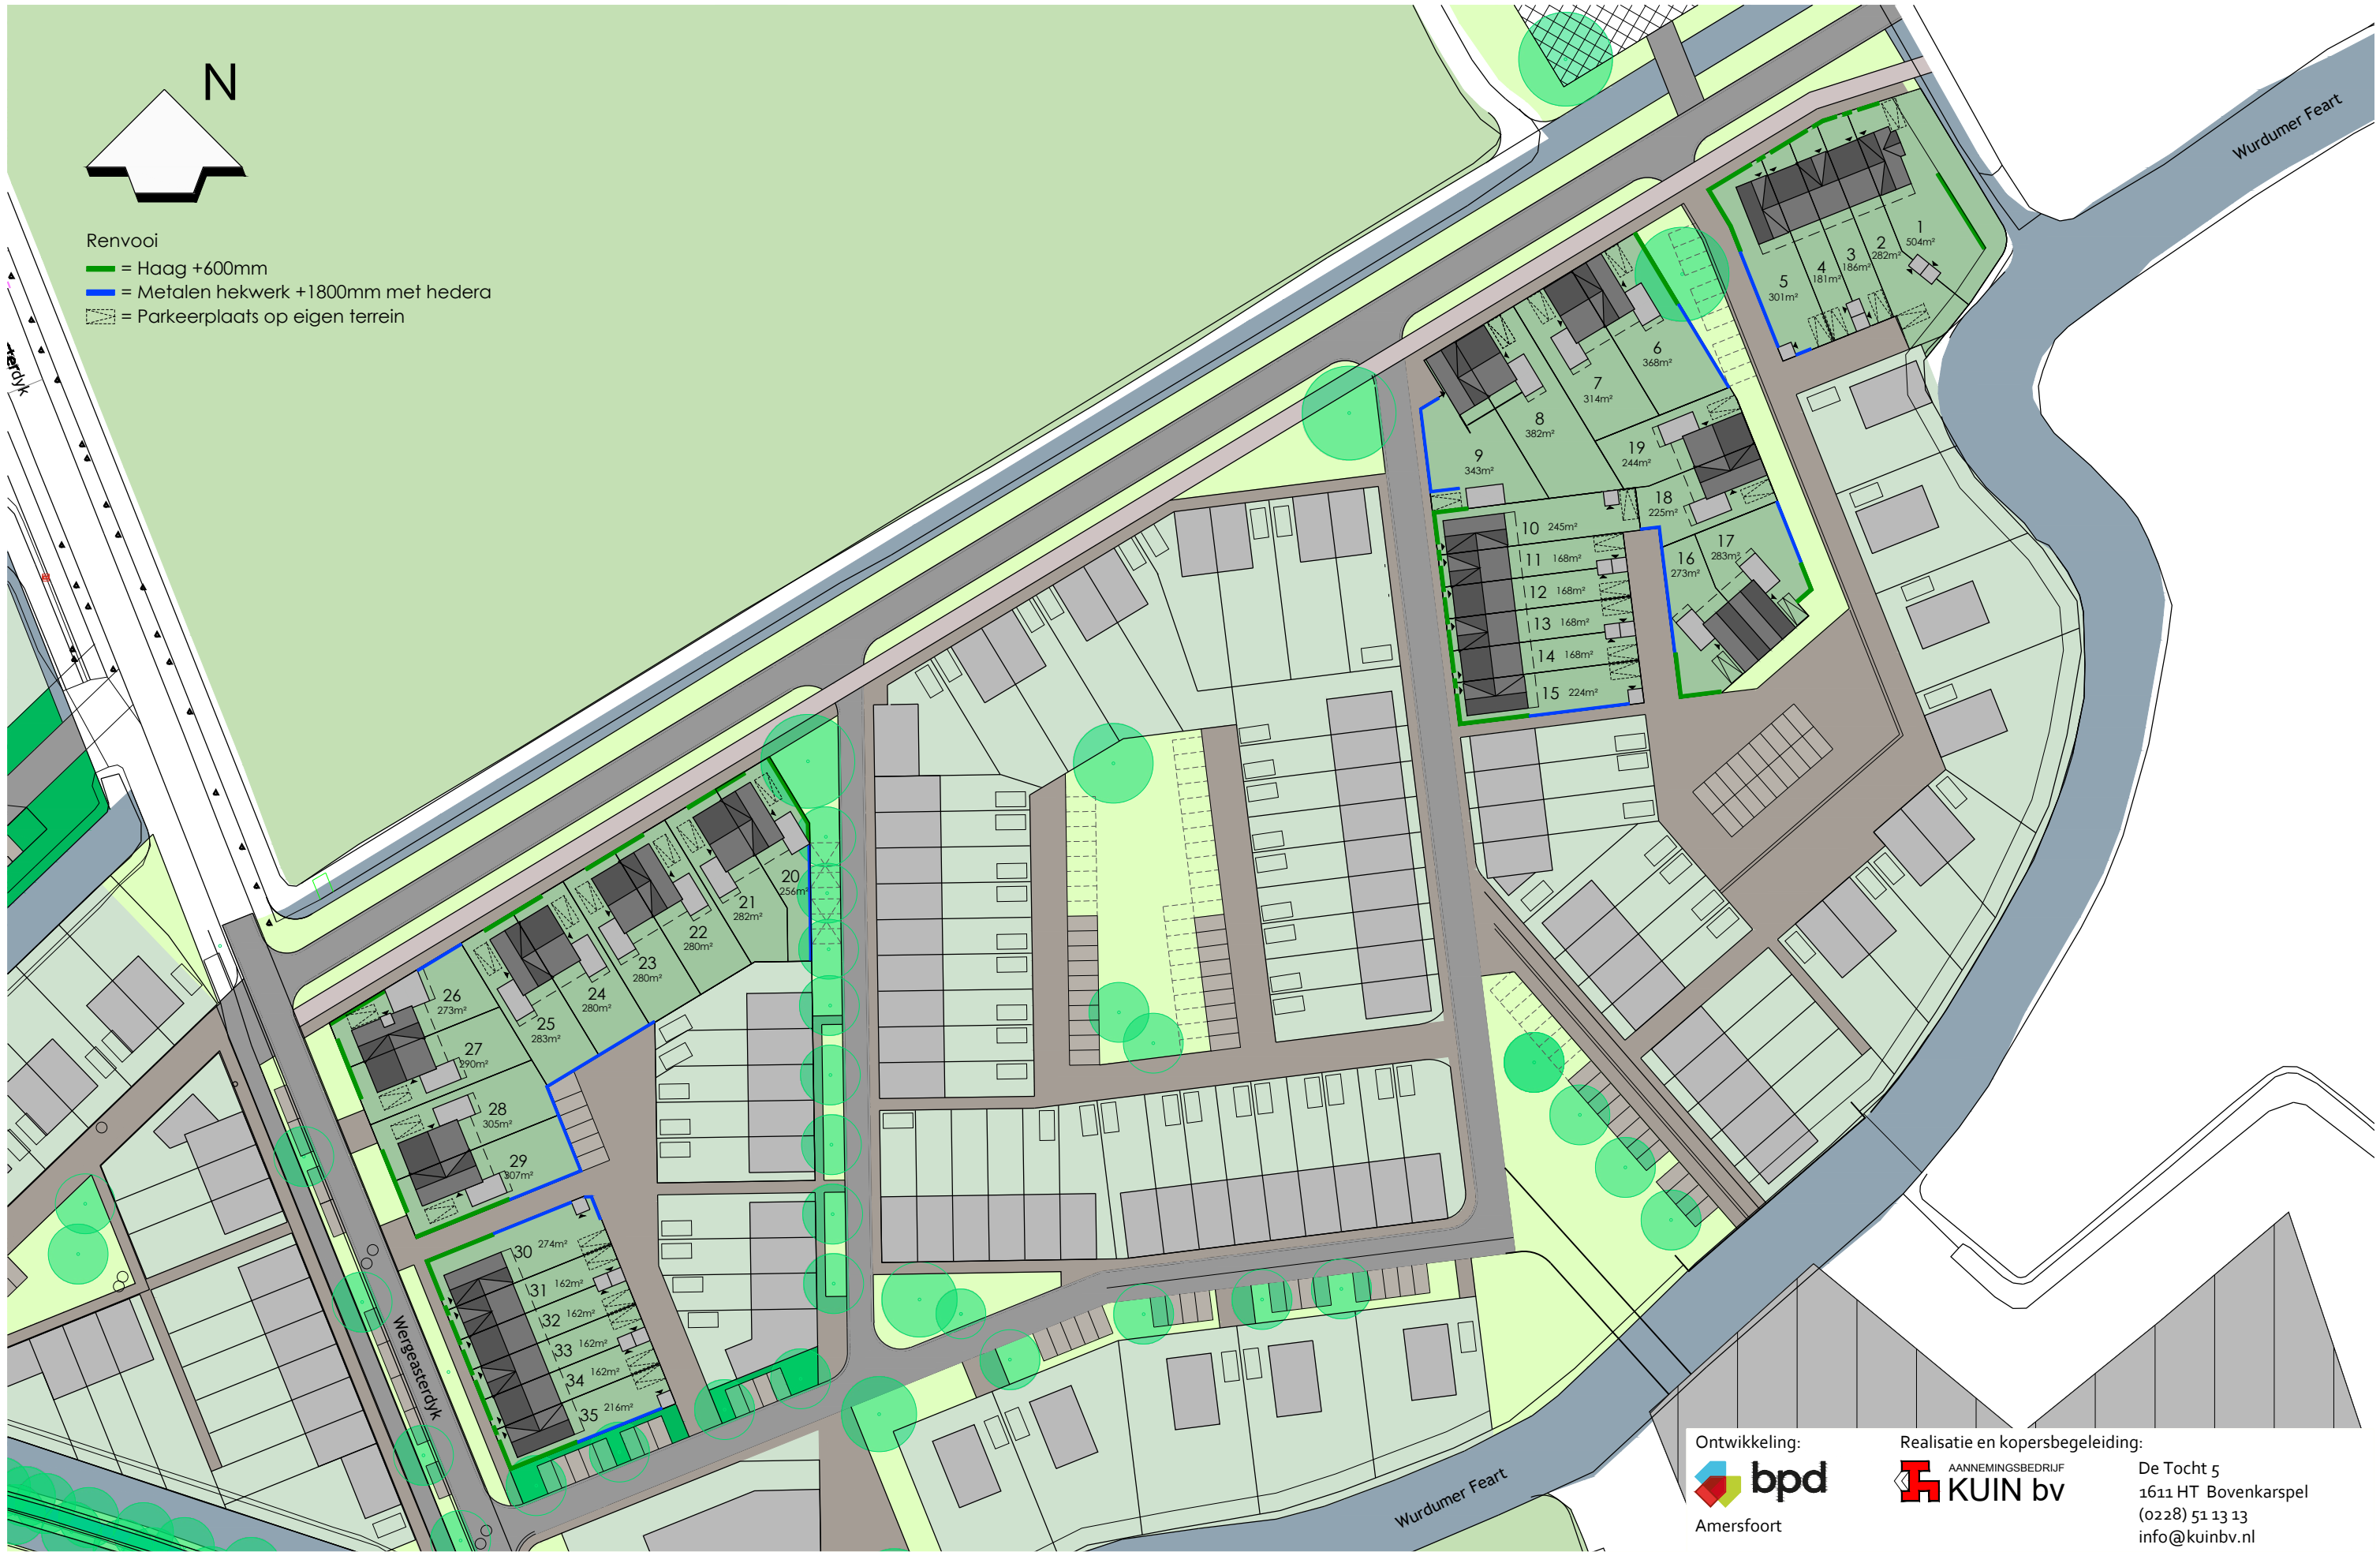 N
Renvooi
= Haag +600mm
= Metalen hekwerk +1800mm met hedera
= Parkeerplaats op eigen terrein
Wurdumer Feart
1
504m²
2
282m²
3
186m²
4
181m²
5
301m²
6
368m²
7
314m²
8
382m²
9
343m²
19
244m²
18
225m²
10 245m²
11 168m²
12 168m²
13 168m²
14 168m²
15 224m²
16
273m²
17
283m²
20
256m²
21
282m²
22
280m²
23
280m²
24
280m²
25
283m²
26
273m²
27
290m²
28
305m²
29
307m²
30 274m²
31 162m²
32 162m²
33 162m²
34 162m²
35 216m²
Wergeasterdyk
Wurdumer Feart
Ontwikkeling:
bpd
Amersfoort
Realisatie en kopersbegeleiding:
AANNEMINGSBEDRIJF
KUIN bv
De Tocht 5
1611 HT Bovenkarspel
(0228) 51 13 13
info@kuinbv.nl